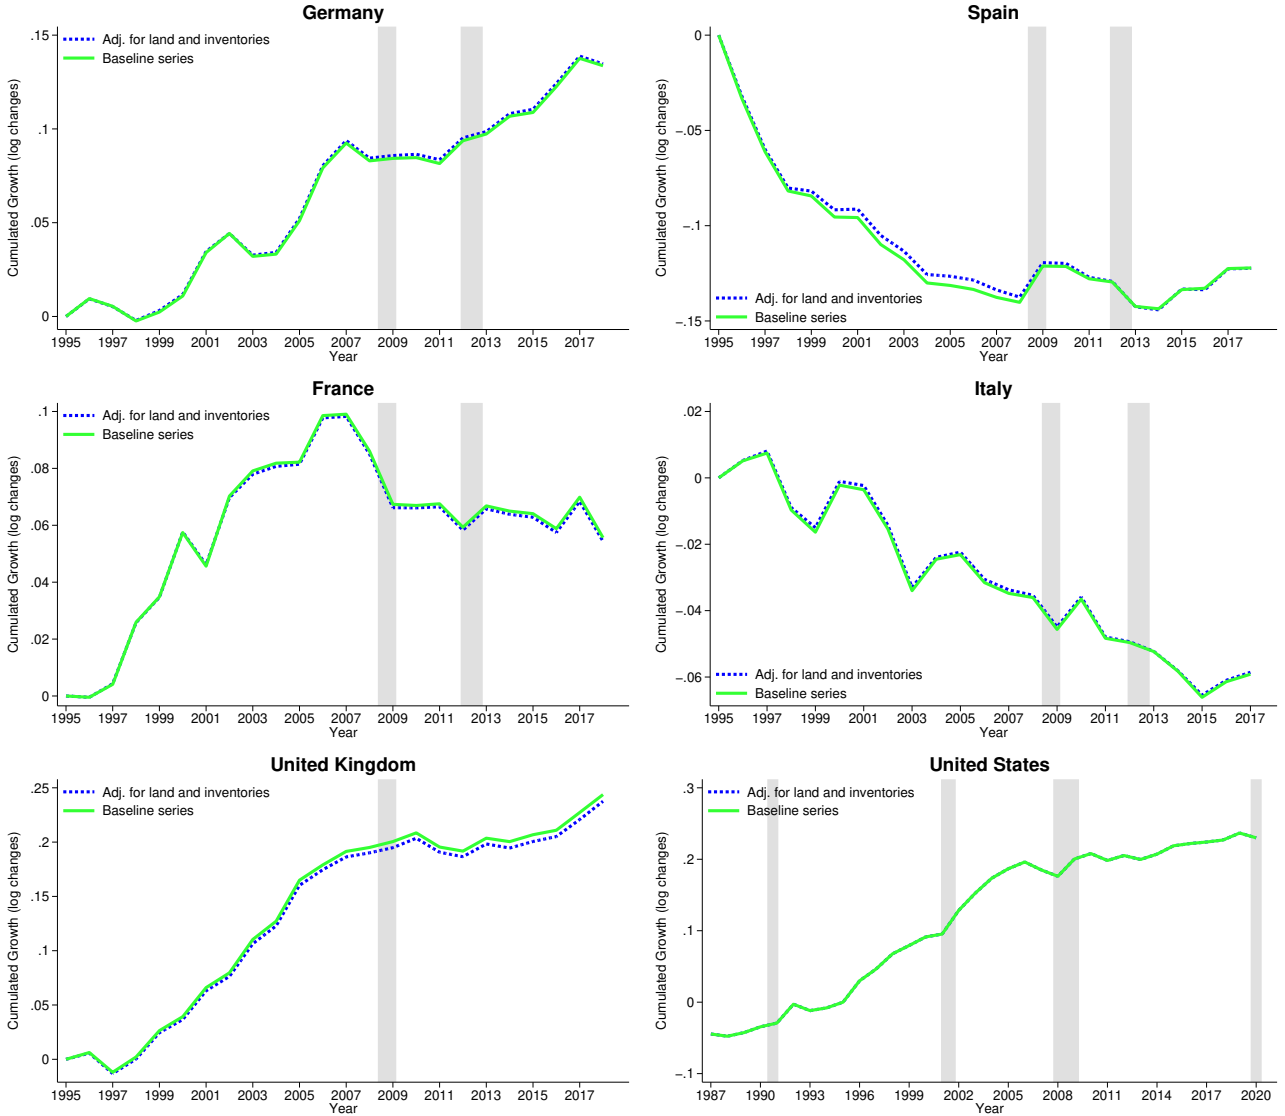 Germany
Cumulated Growth (log changes)
.15
.1
.05
0
Adj. for land and inventories
Baseline series
1995 1997 1999 2001 2003 2005 2007 2009 2011 2013 2015 2017
Year
Spain
Cumulated Growth (log changes)
0
−.05
−.1
−.15
Adj. for land and inventories
Baseline series
1995 1997 1999 2001 2003 2005 2007 2009 2011 2013 2015 2017
Year
France
Cumulated Growth (log changes)
.1
.08
.06
.04
.02
0
Adj. for land and inventories
Baseline series
1995 1997 1999 2001 2003 2005 2007 2009 2011 2013 2015 2017
Year
Italy
Cumulated Growth (log changes)
.02
0
−.02
−.04
−.06
Adj. for land and inventories
Baseline series
1995 1997 1999 2001 2003 2005 2007 2009 2011 2013 2015 2017
Year
United Kingdom
Cumulated Growth (log changes)
.25
.2
.15
.1
.05
0
Adj. for land and inventories
Baseline series
1995 1997 1999 2001 2003 2005 2007 2009 2011 2013 2015 2017
Year
United States
Cumulated Growth (log changes)
.3
.2
.1
0
−.1
Adj. for land and inventories
Baseline series
1987 1990 1993 1996 1999 2002 2005 2008 2011 2014 2017 2020
Year